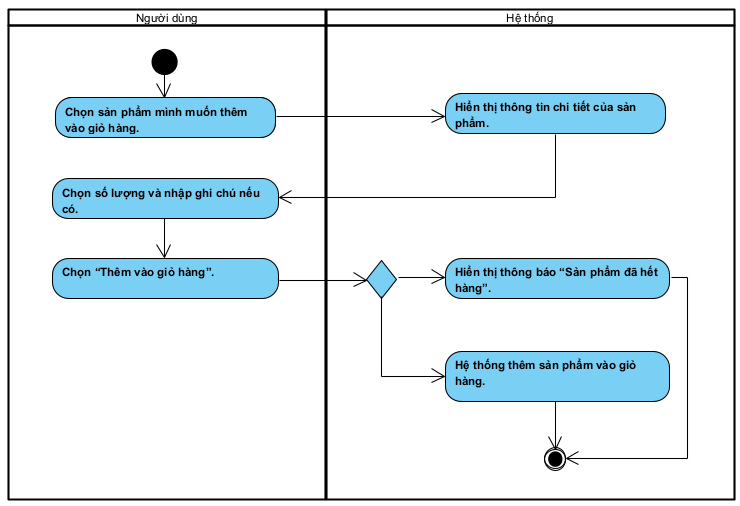 Người dùng
Hệ thống
Chọn sản phẩm mình muốn thêm
vào giỏ hàng.
Hiển thị thông tin chi tiết của sản
phẩm.
Chọn số lượng và nhập ghi chú nếu
có.
Chọn “Thêm vào giỏ hàng”.
Hiển thị thông báo “Sản phẩm đã hết
hàng”.
Hệ thống thêm sản phẩm vào giỏ
hàng.